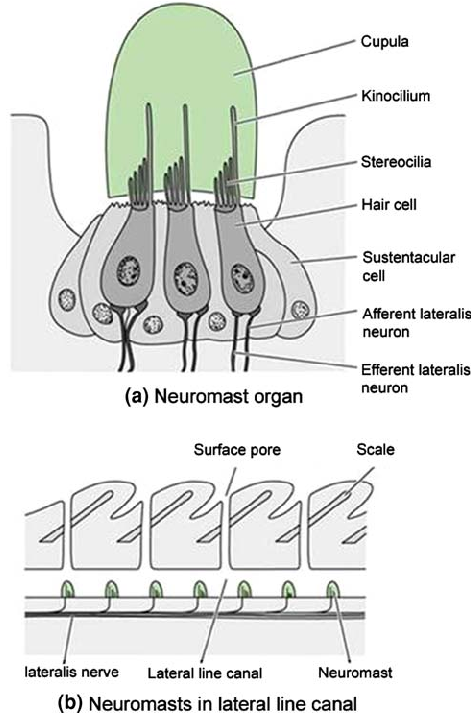 Cupula
Kinocilium
Stereocilia
Hair cell
Sustentacular
cell
Afferent lateralis
neuron
Efferent lateralis
neuron
(a) Neuromast organ
Surface pore
Scale
lateralis nerve
Lateral line canal
Neuromast
(b) Neuromasts in lateral line canal